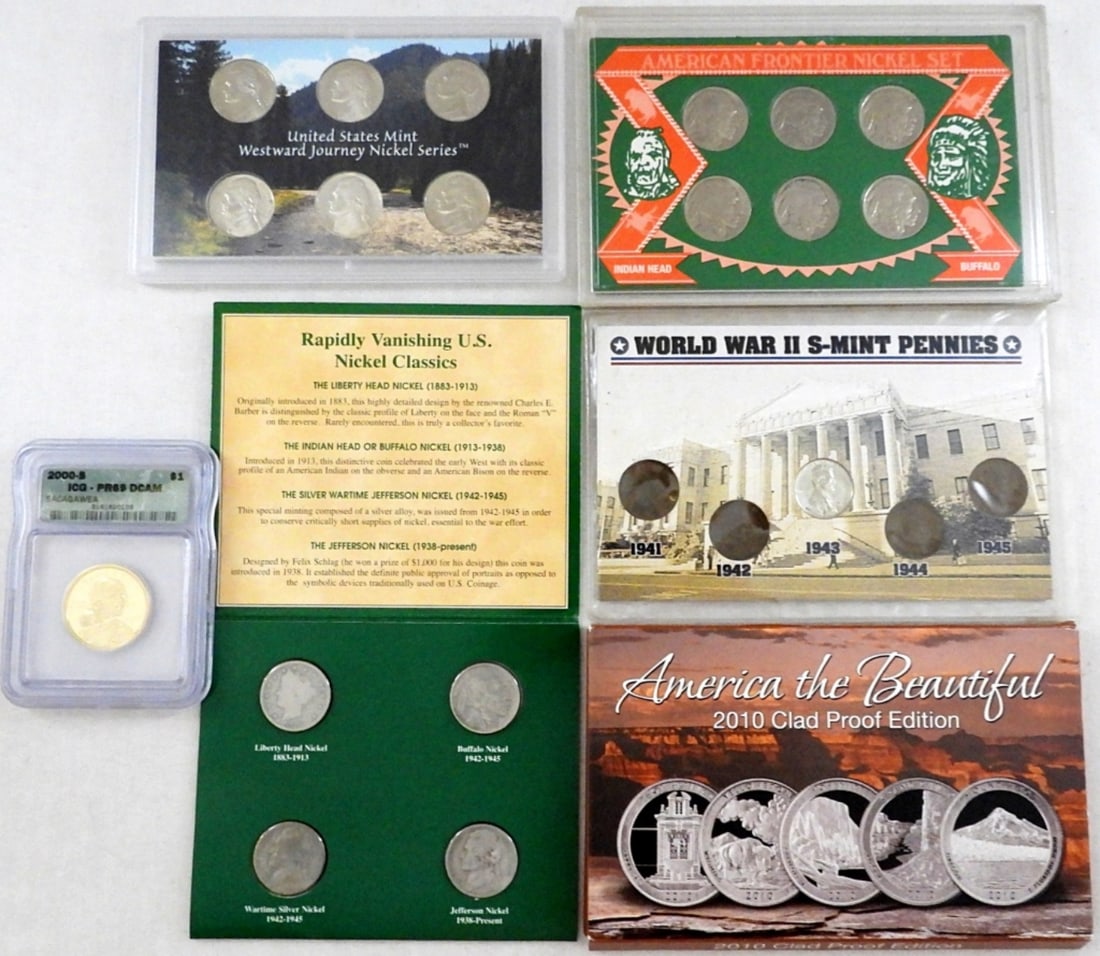 United States Mint
Westward Journey Nickel Series™
AMERICAN FRONTIER NICKEL SET
INDIAN HEAD
BUFFALO
Rapidly Vanishing U.S.
Nickel Classics
THE LIBERTY HEAD NICKEL (1883-1913)
Originally introduced in 1883, this highly detailed design by the renowned Charles E.
Barber is distinguished by the classic profile of Liberty on the face and the Roman "V"
on the reverse. Rarely encountered, this is truly a collector's favorite.
THE INDIAN HEAD OR BUFFALO NICKEL (1913-1938)
Introduced in 1913, this distinctive coin celebrated the early West with its classic
profile of an American Indian on the obverse and an American Bison on the reverse.
THE SILVER WARTIME JEFFERSON NICKEL (1942-1945)
This special minting composed of a silver alloy, was issued from 1942-1945 in order
to conserve critically short supplies of nickel, essential to the war effort.
THE JEFFERSON NICKEL (1938-present)
Designed by Felix Schlag (he won a prize of $1,000 for his design) this coin was
introduced in 1938. It established the definite public approval of portraits as opposed to
the symbolic devices traditionally used on U.S. Coinage.
WORLD WAR II S-MINT PENNIES
1941
1942
1943
1944
1945
2000-S $1
ICG - PR69 DCAM
SACAGAWEA
Liberty Head Nickel
1883-1913
Buffalo Nickel
1942-1945
Wartime Silver Nickel
1942-1945
Jefferson Nickel
1938-Present
America the Beautiful
2010 Clad Proof Edition
2010 Clad Proof Edition